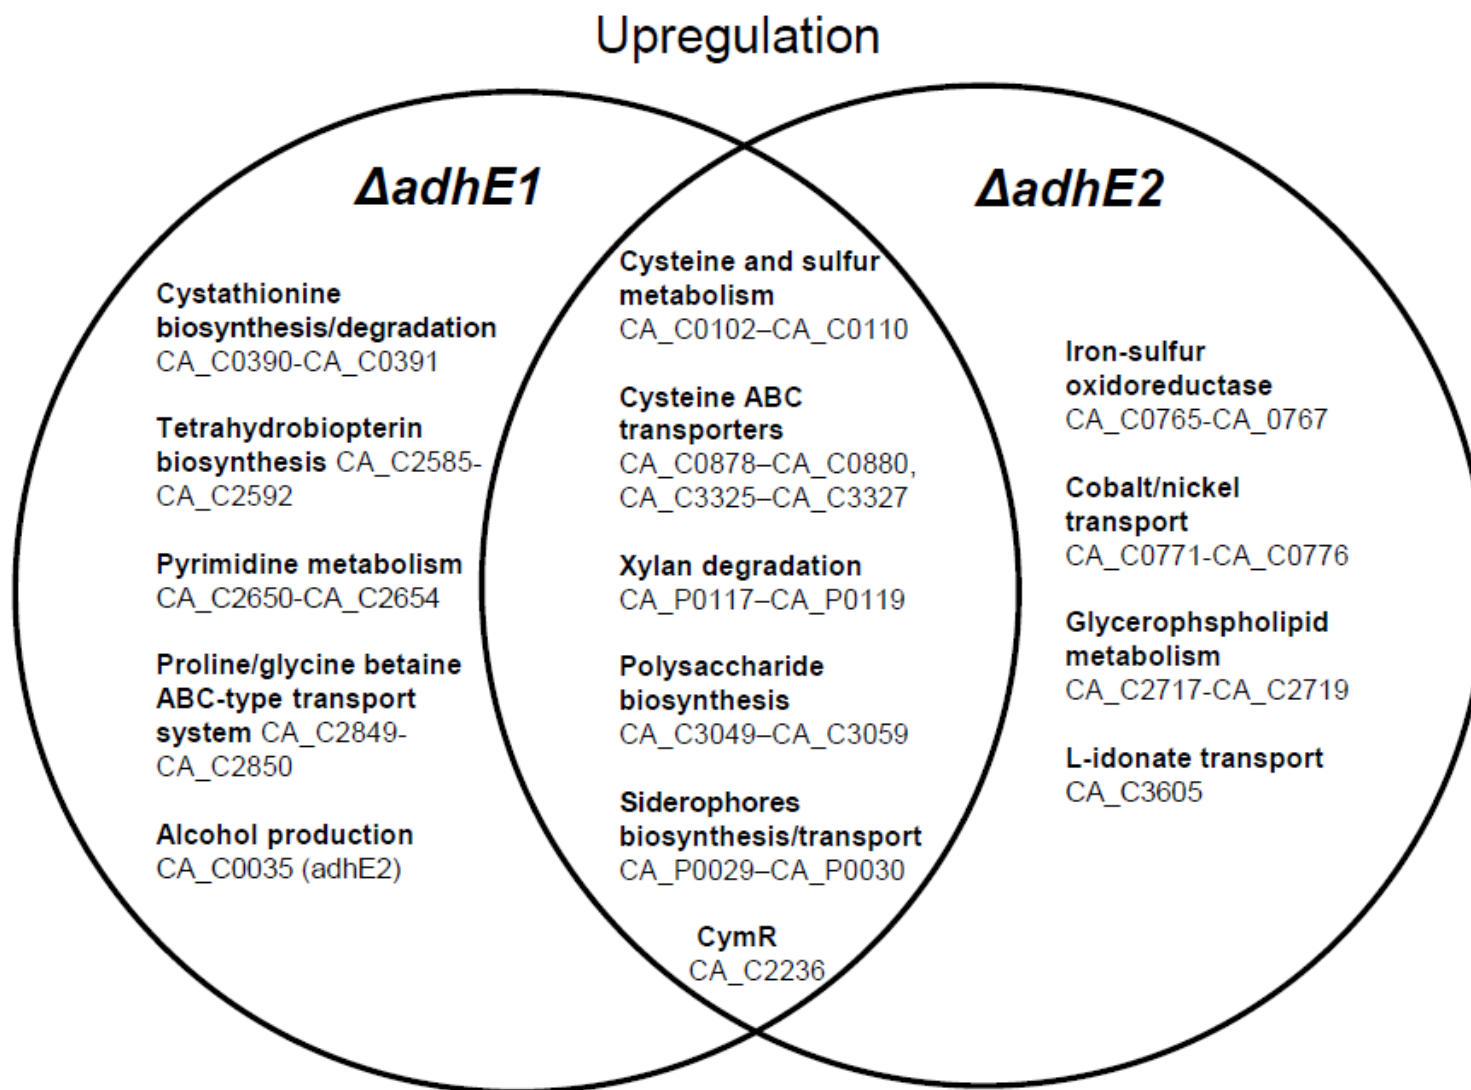 Upregulation
ΔadhE1
Cystathionine
biosynthesis/degradation
CA_C0390-CA_C0391
Tetrahydrobiopterin
biosynthesis CA_C2585-
CA_C2592
Pyrimidine metabolism
CA_C2650-CA_C2654
Proline/glycine betaine
ABC-type transport
system CA_C2849-
CA_C2850
Alcohol production
CA_C0035 (adhE2)
Cysteine and sulfur
metabolism
CA_C0102–CA_C0110
Cysteine ABC
transporters
CA_C0878–CA_C0880,
CA_C3325–CA_C3327
Xylan degradation
CA_P0117–CA_P0119
Polysaccharide
biosynthesis
CA_C3049–CA_C3059
Siderophores
biosynthesis/transport
CA_P0029–CA_P0030
CymR
CA_C2236
ΔadhE2
Iron-sulfur
oxidoreductase
CA_C0765-CA_0767
Cobalt/nickel
transport
CA_C0771-CA_C0776
Glycerophspholipid
metabolism
CA_C2717-CA_C2719
L-idonate transport
CA_C3605